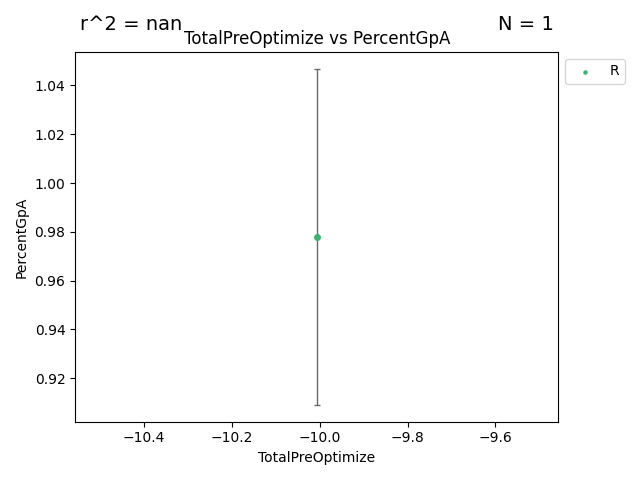 r^2 = nan
N = 1
TotalPreOptimize vs PercentGpA
R
1.04
1.02
1.00
0.98
0.96
0.94
0.92
PercentGpA
−10.4
−10.2
−10.0
−9.8
−9.6
TotalPreOptimize